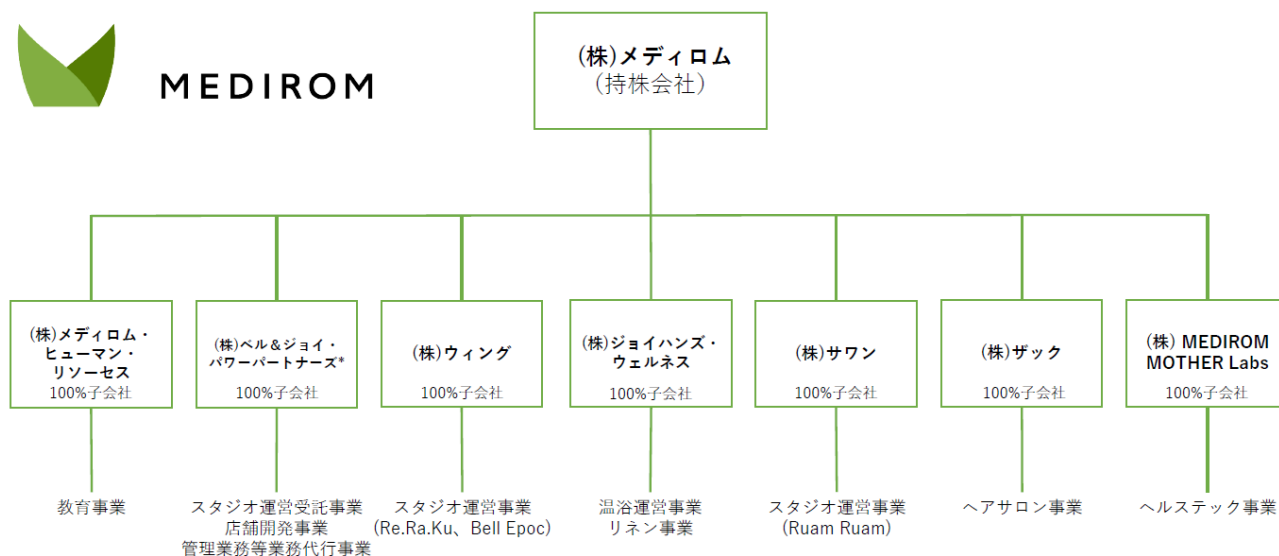 MEDIROM
(株)メディロム
（持株会社）
(株)メディロム・
ヒューマン・
リソーセス
100%子会社
(株)ベル＆ジョイ・
パワーパートナーズ*
100%子会社
(株)ウィング
100%子会社
(株)ジョイハンズ・
ウェルネス
100%子会社
(株)サワン
100%子会社
(株)ザック
100%子会社
(株) MEDIROM
MOTHER Labs
100%子会社
教育事業
スタジオ運営受託事業
店舗開発事業
管理業務等業務代行事業
スタジオ運営事業
(Re.Ra.Ku、Bell Epoc)
温浴運営事業
リネン事業
スタジオ運営事業
(Ruam Ruam)
ヘアサロン事業
ヘルステック事業